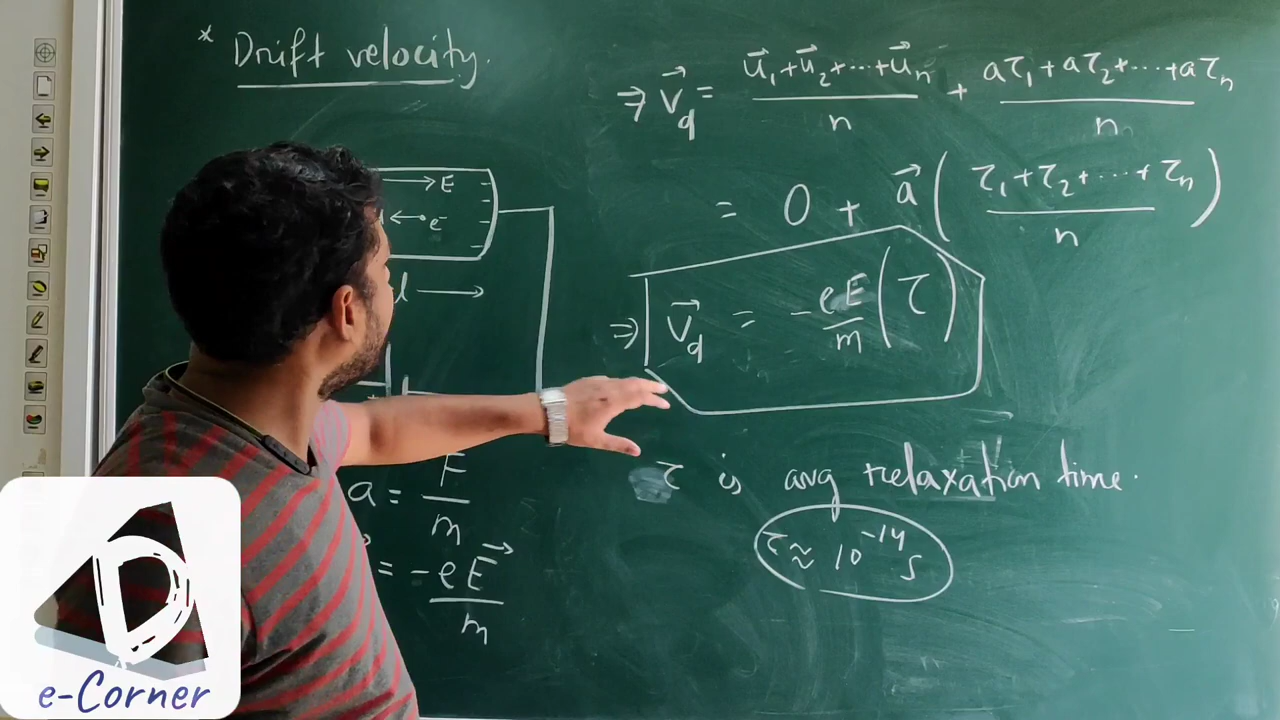 * Drift velocity.
→ E
← e⁻
l →
a = F/m
= -eE⃗/m
⇒ v⃗d = u⃗1+u⃗2+...+u⃗n/n + aτ1+aτ2+...+aτn/n
= 0 + a⃗ (τ1+τ2+...+τn/n)
⇒ v⃗d = -eE/m (τ)
τ is avg relaxation time.
τ ≈ 10⁻¹⁴ s
D
e-Corner